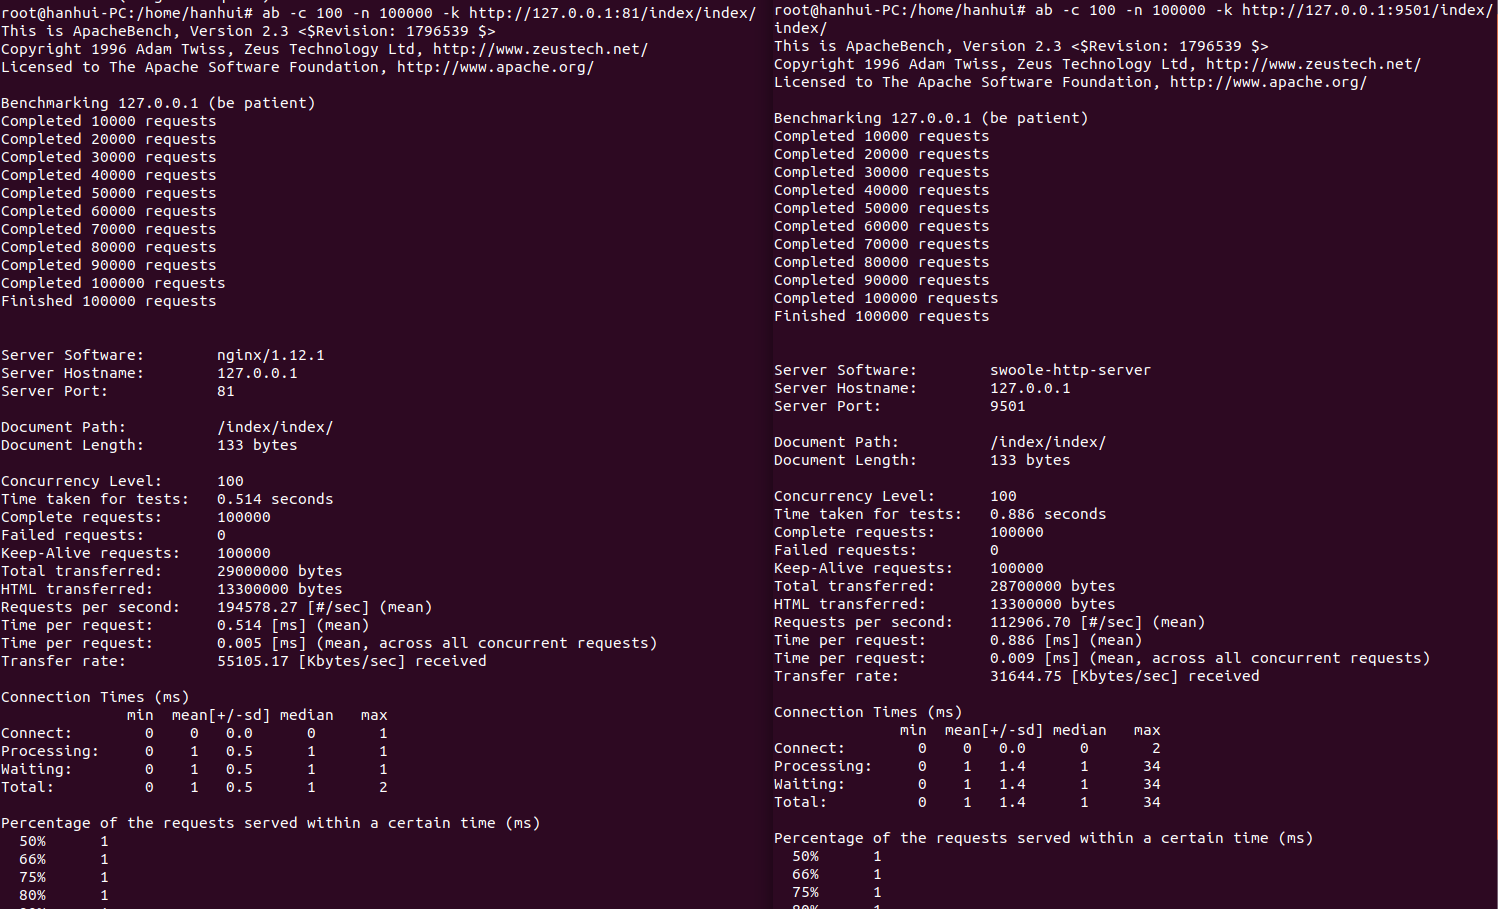 root@hanhui-PC:/home/hanhui# ab -c 100 -n 100000 -k http://127.0.0.1:81/index/index/
This is ApacheBench, Version 2.3 <$Revision: 1796539 $>
Copyright 1996 Adam Twiss, Zeus Technology Ltd, http://www.zeustech.net/
Licensed to The Apache Software Foundation, http://www.apache.org/

Benchmarking 127.0.0.1 (be patient)
Completed 10000 requests
Completed 20000 requests
Completed 30000 requests
Completed 40000 requests
Completed 50000 requests
Completed 60000 requests
Completed 70000 requests
Completed 80000 requests
Completed 90000 requests
Completed 100000 requests
Finished 100000 requests

Server Software:        nginx/1.12.1
Server Hostname:        127.0.0.1
Server Port:            81

Document Path:          /index/index/
Document Length:        133 bytes

Concurrency Level:      100
Time taken for tests:   0.514 seconds
Complete requests:      100000
Failed requests:        0
Keep-Alive requests:    100000
Total transferred:      29000000 bytes
HTML transferred:       13300000 bytes
Requests per second:    194578.27 [#/sec] (mean)
Time per request:       0.514 [ms] (mean)
Time per request:       0.005 [ms] (mean, across all concurrent requests)
Transfer rate:          55105.17 [Kbytes/sec] received

Connection Times (ms)
              min  mean[+/-sd] median   max
Connect:        0    0   0.0      0       1
Processing:     0    1   0.5      1       1
Waiting:        0    1   0.5      1       1
Total:          0    1   0.5      1       2

Percentage of the requests served within a certain time (ms)
  50%      1
  66%      1
  75%      1
  80%      1

root@hanhui-PC:/home/hanhui# ab -c 100 -n 100000 -k http://127.0.0.1:9501/index/
index/
This is ApacheBench, Version 2.3 <$Revision: 1796539 $>
Copyright 1996 Adam Twiss, Zeus Technology Ltd, http://www.zeustech.net/
Licensed to The Apache Software Foundation, http://www.apache.org/

Benchmarking 127.0.0.1 (be patient)
Completed 10000 requests
Completed 20000 requests
Completed 30000 requests
Completed 40000 requests
Completed 50000 requests
Completed 60000 requests
Completed 70000 requests
Completed 80000 requests
Completed 90000 requests
Completed 100000 requests
Finished 100000 requests

Server Software:        swoole-http-server
Server Hostname:        127.0.0.1
Server Port:            9501

Document Path:          /index/index/
Document Length:        133 bytes

Concurrency Level:      100
Time taken for tests:   0.886 seconds
Complete requests:      100000
Failed requests:        0
Keep-Alive requests:    100000
Total transferred:      28700000 bytes
HTML transferred:       13300000 bytes
Requests per second:    112906.70 [#/sec] (mean)
Time per request:       0.886 [ms] (mean)
Time per request:       0.009 [ms] (mean, across all concurrent requests)
Transfer rate:          31644.75 [Kbytes/sec] received

Connection Times (ms)
              min  mean[+/-sd] median   max
Connect:        0    0   0.0      0       2
Processing:     0    1   1.4      1      34
Waiting:        0    1   1.4      1      34
Total:          0    1   1.4      1      34

Percentage of the requests served within a certain time (ms)
  50%      1
  66%      1
  75%      1